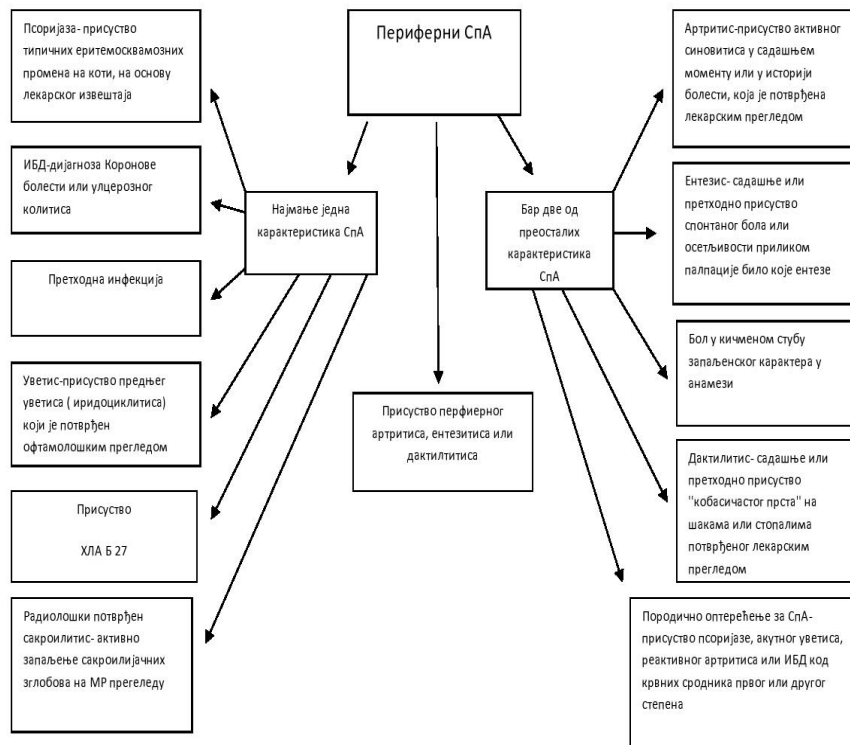 Периферни СпА
Псоријаза- присуство
типичних еритемосквамозних
промена на коти, на основу
лекарског извештаја
ИБД-дијагноза Коронове
болести или улцерозног
колитиса
Претходна инфекција
Уветис-присуство предњег
уветиса ( иридоциклитиса)
који је потврђен
офтамолошким прегледом
Присуство
ХЛА Б 27
Радиолошки потврђен
сакроилитис- активно
запаљење сакроилијачних
зглобова на МР прегеледу
Најмање једна
карактеристика СпА
Присуство перфиерног
артритиса, ентезитиса или
дактилтитиса
Бар две од
преосталих
карактеристика
СпА
Артритис-присуство активног
синовитиса у садашњем
моменту или у историји
болести, која је потврђена
лекарским прегледом
Ентезис- садашње или
претходно присуство
спонтаног бола или
осетљивости приликом
палпације било које ентезе
Бол у кичменом стубу
запаљенског карактера у
анамези
Дактилитис- садашње или
претходно присуство
"кобасичастог прста" на
шакама или стопалима
потврђеног лекарским
прегледом
Породично оптерећење за СпА-
присуство псоријазе, акутног уветиса,
реактивног артритиса или ИБД код
крвних сродника првог или другог
степена